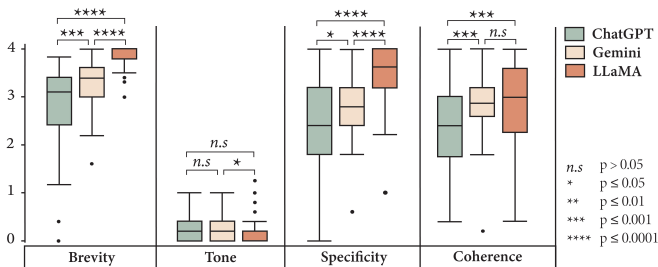 **** **** ***
*** **** * **** *** n.s
n.s
n.s *
4
3
2
1
0
Brevity Tone Specificity Coherence
ChatGPT
Gemini
LLaMA
n.s p > 0.05
* p ≤ 0.05
** p ≤ 0.01
*** p ≤ 0.001
**** p ≤ 0.0001